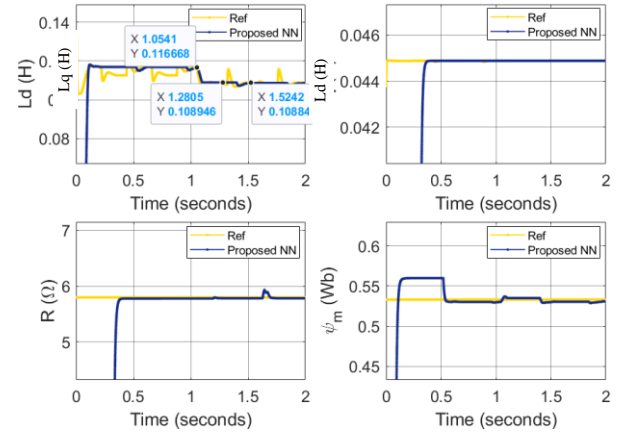 0.14
Ref
Proposed NN
X 1.0541
Y 0.116668
Ld (H)
Lq (H)
0.
0
X 1.2805
Y 0.108946
X 1.5242
Y 0.10884
0.08
0 0.5 1 1.5 2
Time (seconds)
0.046
Ref
Proposed NN
Ld (H)
0.044
0.042
0 0.5 1 1.5 2
Time (seconds)
7
Ref
Proposed NN
R (Ω)
6
5
0 0.5 1 1.5 2
Time (seconds)
0.6
Ref
Proposed NN
ψm (Wb)
0.55
0.5
0.45
0 0.5 1 1.5 2
Time (seconds)